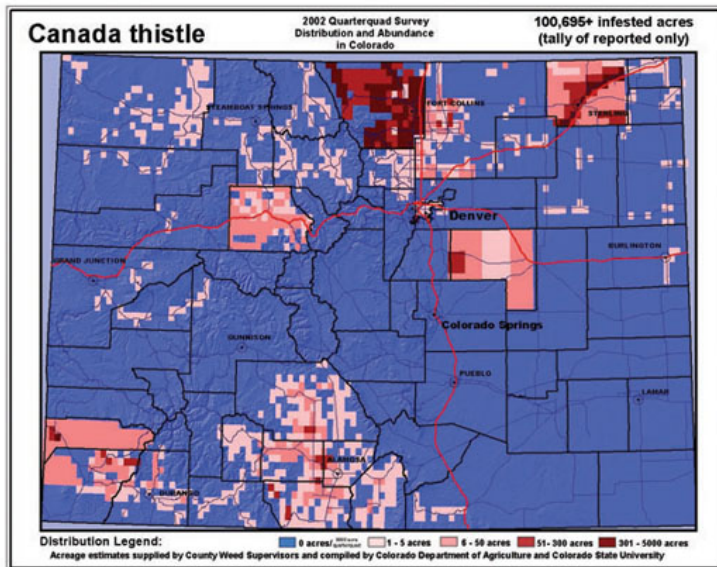 Canada thistle
2002 Quarterquad Survey
Distribution and Abundance
in Colorado
100,695+ infested acres
(tally of reported only)
STEAMBOAT SPRINGS
FORT COLLINS
STERLING
Denver
GRAND JUNCTION
BURLINGTON
Colorado Springs
GUNNISON
PUEBLO
LAMAR
ALAMOSA
DURANGO
Distribution Legend:
0 acres/
quarterquad
1 - 5 acres
6 - 50 acres
51 - 300 acres
301 - 5000 acres
Acreage estimates supplied by County Weed Supervisors and compiled by Colorado Department of Agriculture and Colorado State University